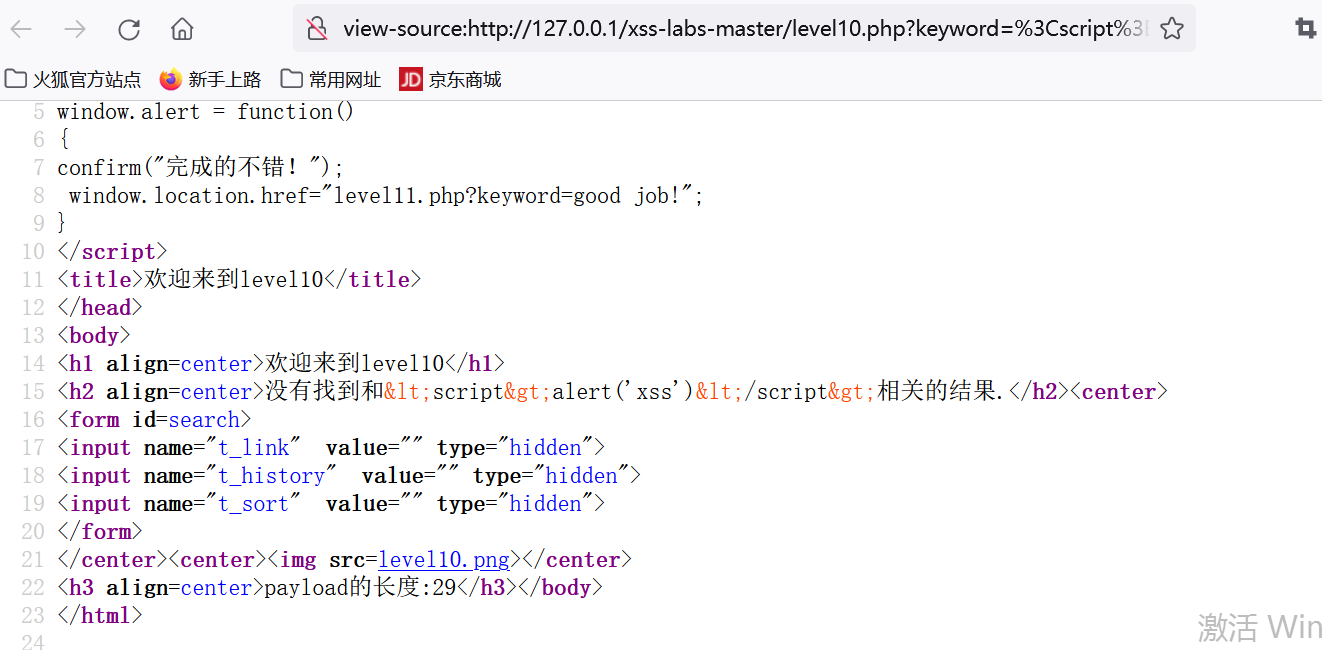 view-source:http://127.0.0.1/xss-labs-master/level10.php?keyword=%3Cscript%3
火狐官方站点 新手上路 常用网址 JD 京东商城
5 window.alert = function()
6 {
7 confirm("完成的不错！");
8 window.location.href="level11.php?keyword=good job!";
9 }
10 </script>
11 <title>欢迎来到level10</title>
12 </head>
13 <body>
14 <h1 align=center>欢迎来到level10</h1>
15 <h2 align=center>没有找到和&lt;script&gt;alert('xss')&lt;/script&gt;相关的结果.</h2><center>
16 <form id=search>
17 <input name="t_link"  value="" type="hidden">
18 <input name="t_history"  value="" type="hidden">
19 <input name="t_sort"  value="" type="hidden">
20 </form>
21 </center><center><img src=level10.png></center>
22 <h3 align=center>payload的长度:29</h3></body>
23 </html>
24
激活 Win